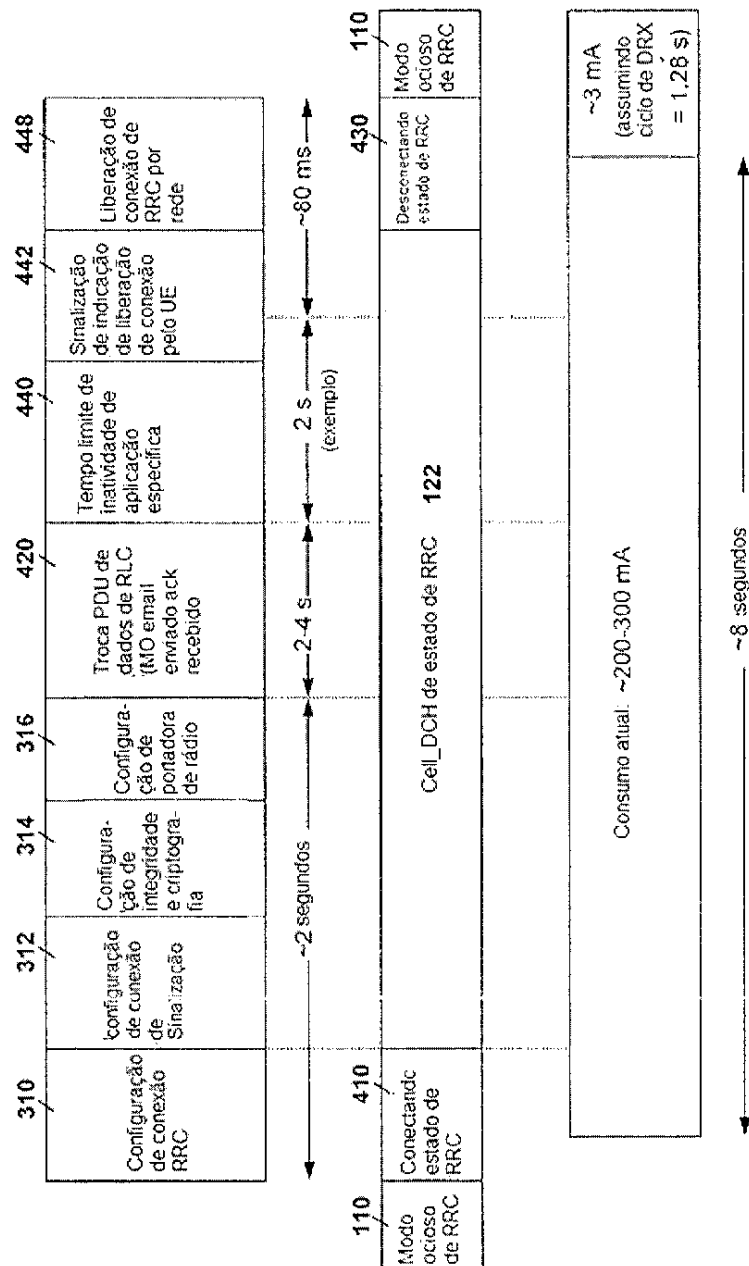 310
312
314
316
420
440
442
448
Configuração
de conexão
RRC
configuração
de conexão
de
Sinalização
Configura-
ção de
integridade
e criptogra-
fia
Configura-
ção de
portadora
de rádio
Troca PDU de
dados de RLC
(MO email
enviado ack
recebido
Tempo limite de
inatividade de
aplicação
específica
Sinalização
de indicação
de liberação
de conexão
pelo UE
Liberação de
conexão de
RRC por
rede
~2 segundos
2-4 s
2 s
(exemplo)
~80 ms
110
410
430
110
Modo
ocioso
de RRC
Conectando
estado de
RRC
Cell_DCH de estado de RRC 122
Desconectando
estado de RRC
Modo
ocioso
de RRC
Consumo atual: ~200-300 mA
~3 mA
(assumindo
ciclo de DRX
= 1,28 s)
~8 segundos